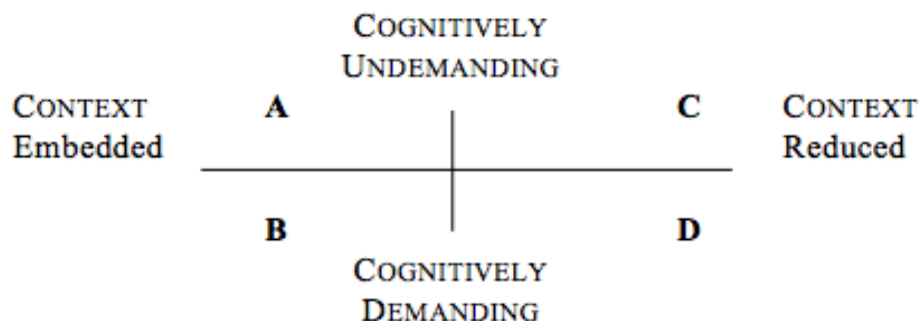 COGNITIVELY
UNDEMANDING
CONTEXT
Embedded
A
C
CONTEXT
Reduced
B
D
COGNITIVELY
DEMANDING